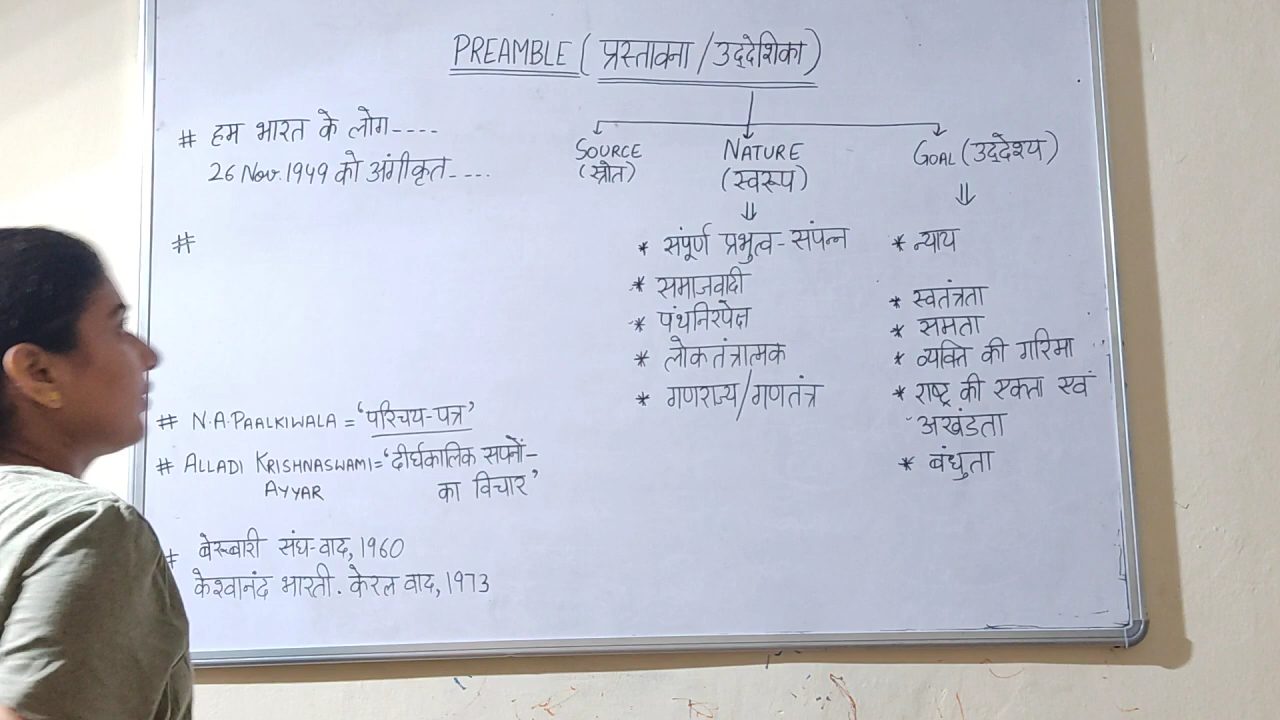 PREAMBLE ( प्रस्तावना / उद्देशिका )
# हम भारत के लोग----
26 Nov. 1949 को अंगीकृत----
#
# N.A. PAALKIWALA = 'परिचय-पत्र'
# ALLADI KRISHNASWAMI = 'दीर्घकालिक सपनों-
AYYAR का विचार'
# बेरूबारी संघ-वाद, 1960
केश्वानंद भारती. केरल वाद, 1973
SOURCE
(स्रोत)
NATURE
(स्वरूप)
* संपूर्ण प्रभुत्व-संपन्न
* समाजवादी
* पंथनिरपेक्ष
* लोकतंत्रात्मक
* गणराज्य/गणतंत्र
GOAL (उद्देश्य)
* न्याय
* स्वतंत्रता
* समता
* व्यक्ति की गरिमा
* राष्ट्र की एकता एवं
अखंडता
* बंधुता